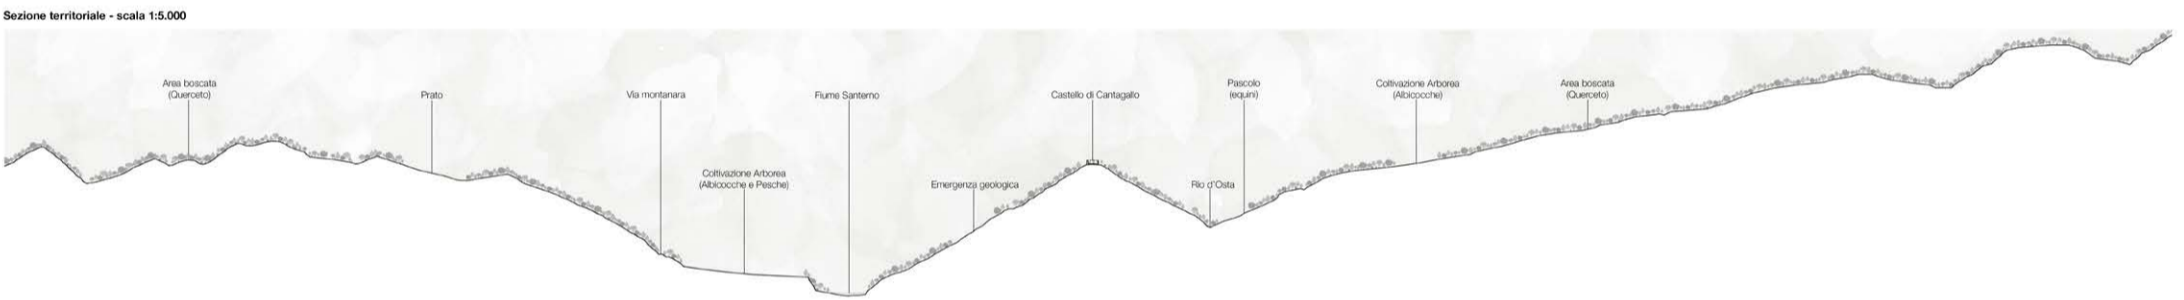 Sezione territoriale - scala 1:5.000
Area boscata
(Querceto)
Prato
Via montanara
Coltivazione Arborea
(Albicocche e Pesche)
Fiume Santerno
Emergenza geologica
Castello di Cantagallo
Rio d'Osta
Pascolo
(equini)
Coltivazione Arborea
(Albicocche)
Area boscata
(Querceto)